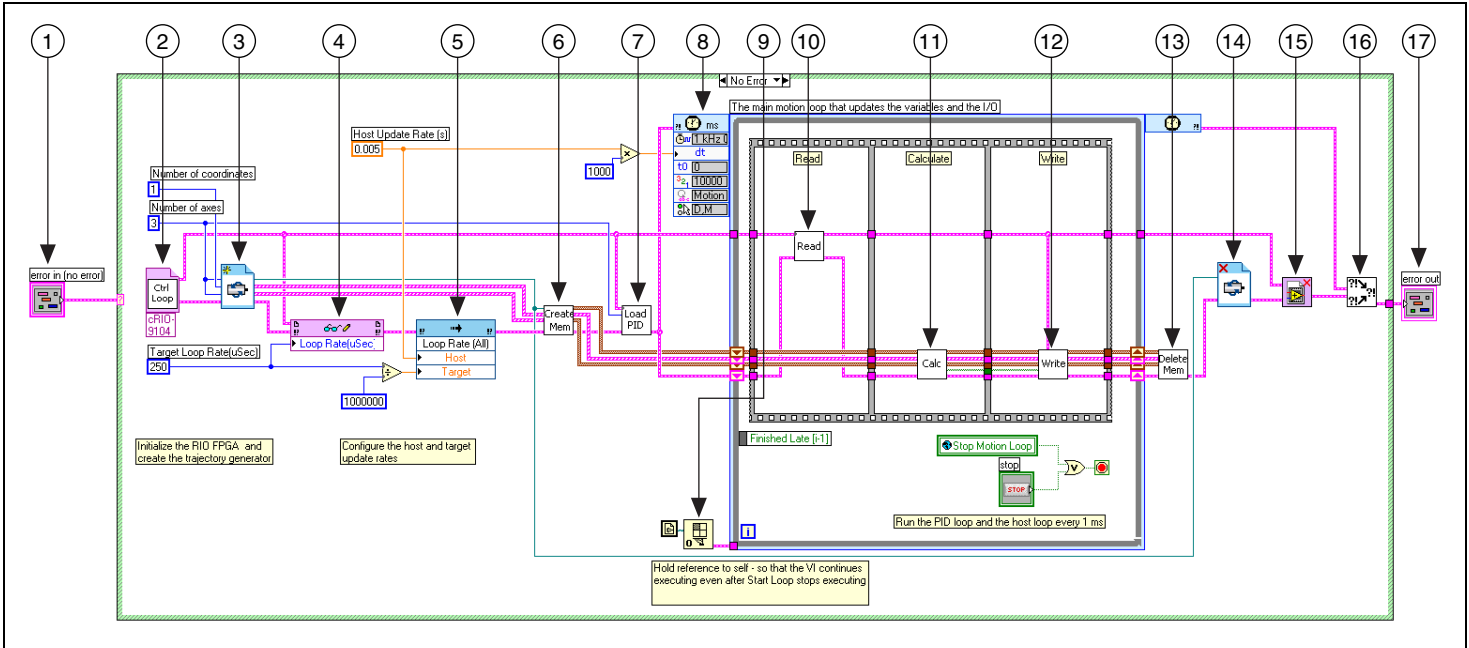 1 2 3 4 5 6 7 8 9 10 11 12 13 14 15 16 17
No Error
The main motion loop that updates the variables and the I/O
Host Update Rate (s)
0.005
1000
ms
1 kHz
dt
t0 0
10000
Motion
D,M
Read Calculate Write
Number of coordinates
1
Number of axes
3
error in (no error)
Ctrl
Loop
cRIO-
9104
Loop Rate(uSec)
Target Loop Rate(uSec)
250
1000000
Loop Rate (All)
Host
Target
Create
Mem
Load
PID
Read
Calc
Write
Delete
Mem
error out
Initialize the RIO FPGA and
create the trajectory generator
Configure the host and target
update rates
Finished Late [i-1]
Stop Motion Loop
stop
STOP
Run the PID loop and the host loop every 1 ms
i
Hold reference to self - so that the VI continues
executing even after Start Loop stops executing